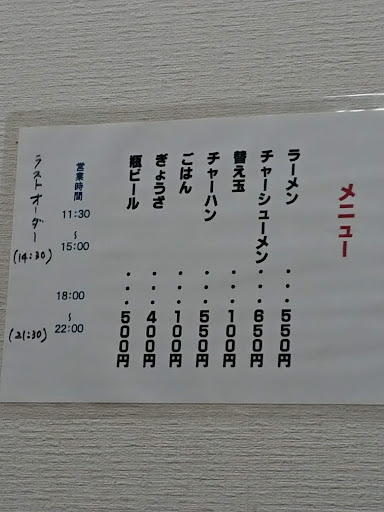 メニュー
ラーメン・・・550円
チャーシューメン・・・650円
替え玉・・・100円
チャーハン・・・550円
ごはん・・・100円
ぎょうざ・・・400円
瓶ビール・・・500円
営業時間
11:30
~
15:00
18:00
~
22:00
ラストオーダー
(14:30)
(21:30)